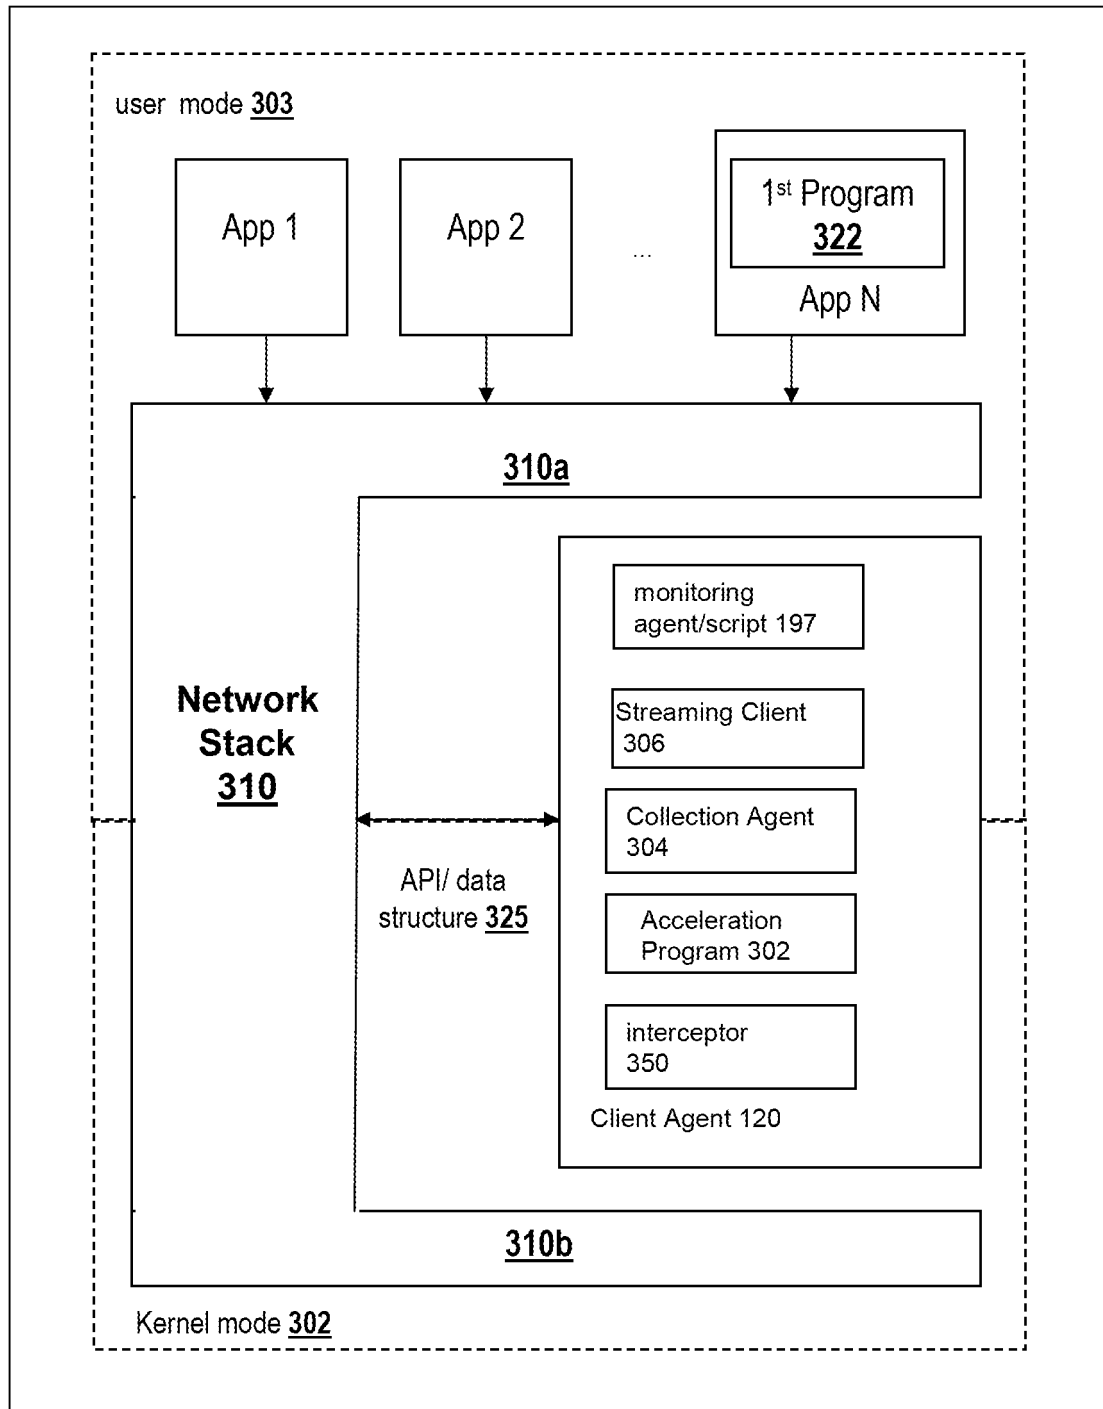 user mode 303
App 1
App 2
...
1st Program
322
App N
310a
monitoring
agent/script 197
Streaming Client
306
Network
Stack
310
Collection Agent
304
API/ data
structure 325
Acceleration
Program 302
interceptor
350
Client Agent 120
310b
Kernel mode 302